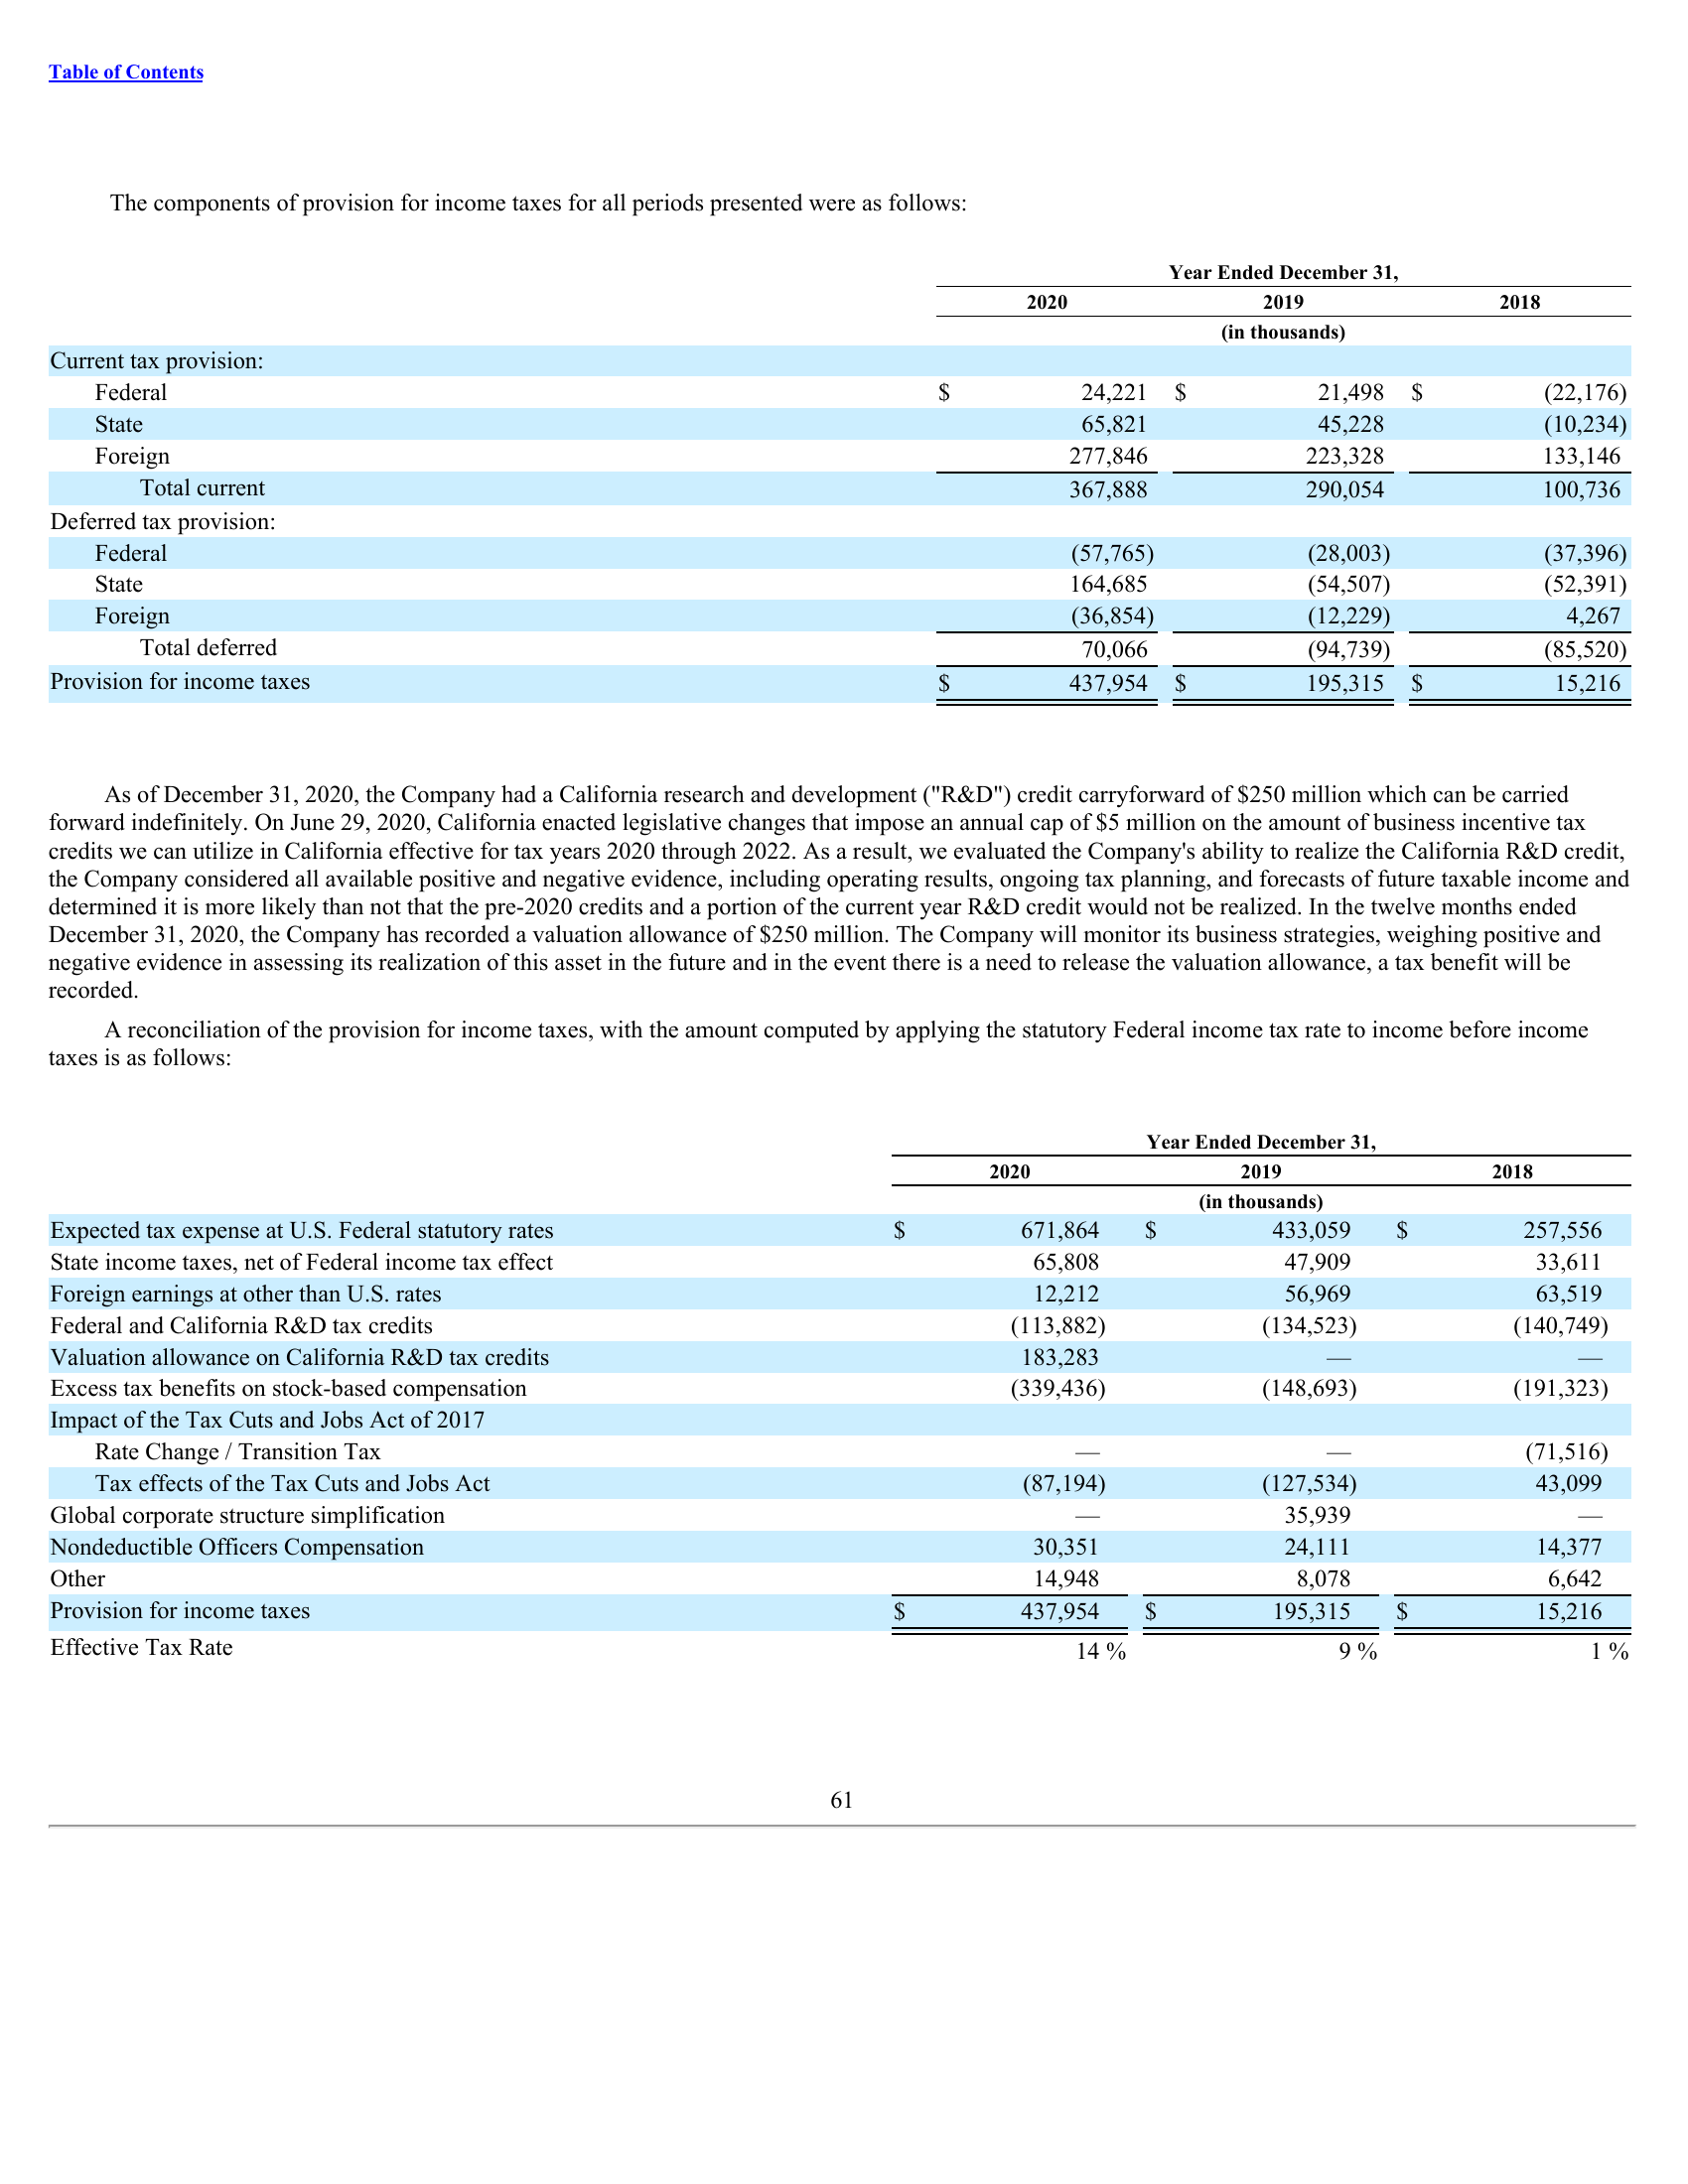 Table of Contents
The components of provision for income taxes for all periods presented were as follows:
Year Ended December 31,
2020 2019 2018
(in thousands)
Current tax provision:
Federal $ 24,221 $ 21,498 $ (22,176)
State 65,821 45,228 (10,234)
Foreign 277,846 223,328 133,146
Total current 367,888 290,054 100,736
Deferred tax provision:
Federal (57,765) (28,003) (37,396)
State 164,685 (54,507) (52,391)
Foreign (36,854) (12,229) 4,267
Total deferred 70,066 (94,739) (85,520)
Provision for income taxes $ 437,954 $ 195,315 $ 15,216
As of December 31, 2020, the Company had a California research and development ("R&D") credit carryforward of $250 million which can be carried
forward indefinitely. On June 29, 2020, California enacted legislative changes that impose an annual cap of $5 million on the amount of business incentive tax
credits we can utilize in California effective for tax years 2020 through 2022. As a result, we evaluated the Company's ability to realize the California R&D credit,
the Company considered all available positive and negative evidence, including operating results, ongoing tax planning, and forecasts of future taxable income and
determined it is more likely than not that the pre-2020 credits and a portion of the current year R&D credit would not be realized. In the twelve months ended
December 31, 2020, the Company has recorded a valuation allowance of $250 million. The Company will monitor its business strategies, weighing positive and
negative evidence in assessing its realization of this asset in the future and in the event there is a need to release the valuation allowance, a tax benefit will be
recorded.
A reconciliation of the provision for income taxes, with the amount computed by applying the statutory Federal income tax rate to income before income
taxes is as follows:
Year Ended December 31,
2020 2019 2018
(in thousands)
Expected tax expense at U.S. Federal statutory rates $ 671,864 $ 433,059 $ 257,556
State income taxes, net of Federal income tax effect 65,808 47,909 33,611
Foreign earnings at other than U.S. rates 12,212 56,969 63,519
Federal and California R&D tax credits (113,882) (134,523) (140,749)
Valuation allowance on California R&D tax credits 183,283 — —
Excess tax benefits on stock-based compensation (339,436) (148,693) (191,323)
Impact of the Tax Cuts and Jobs Act of 2017
Rate Change / Transition Tax — — (71,516)
Tax effects of the Tax Cuts and Jobs Act (87,194) (127,534) 43,099
Global corporate structure simplification — 35,939 —
Nondeductible Officers Compensation 30,351 24,111 14,377
Other 14,948 8,078 6,642
Provision for income taxes $ 437,954 $ 195,315 $ 15,216
Effective Tax Rate 14 % 9 % 1 %
61